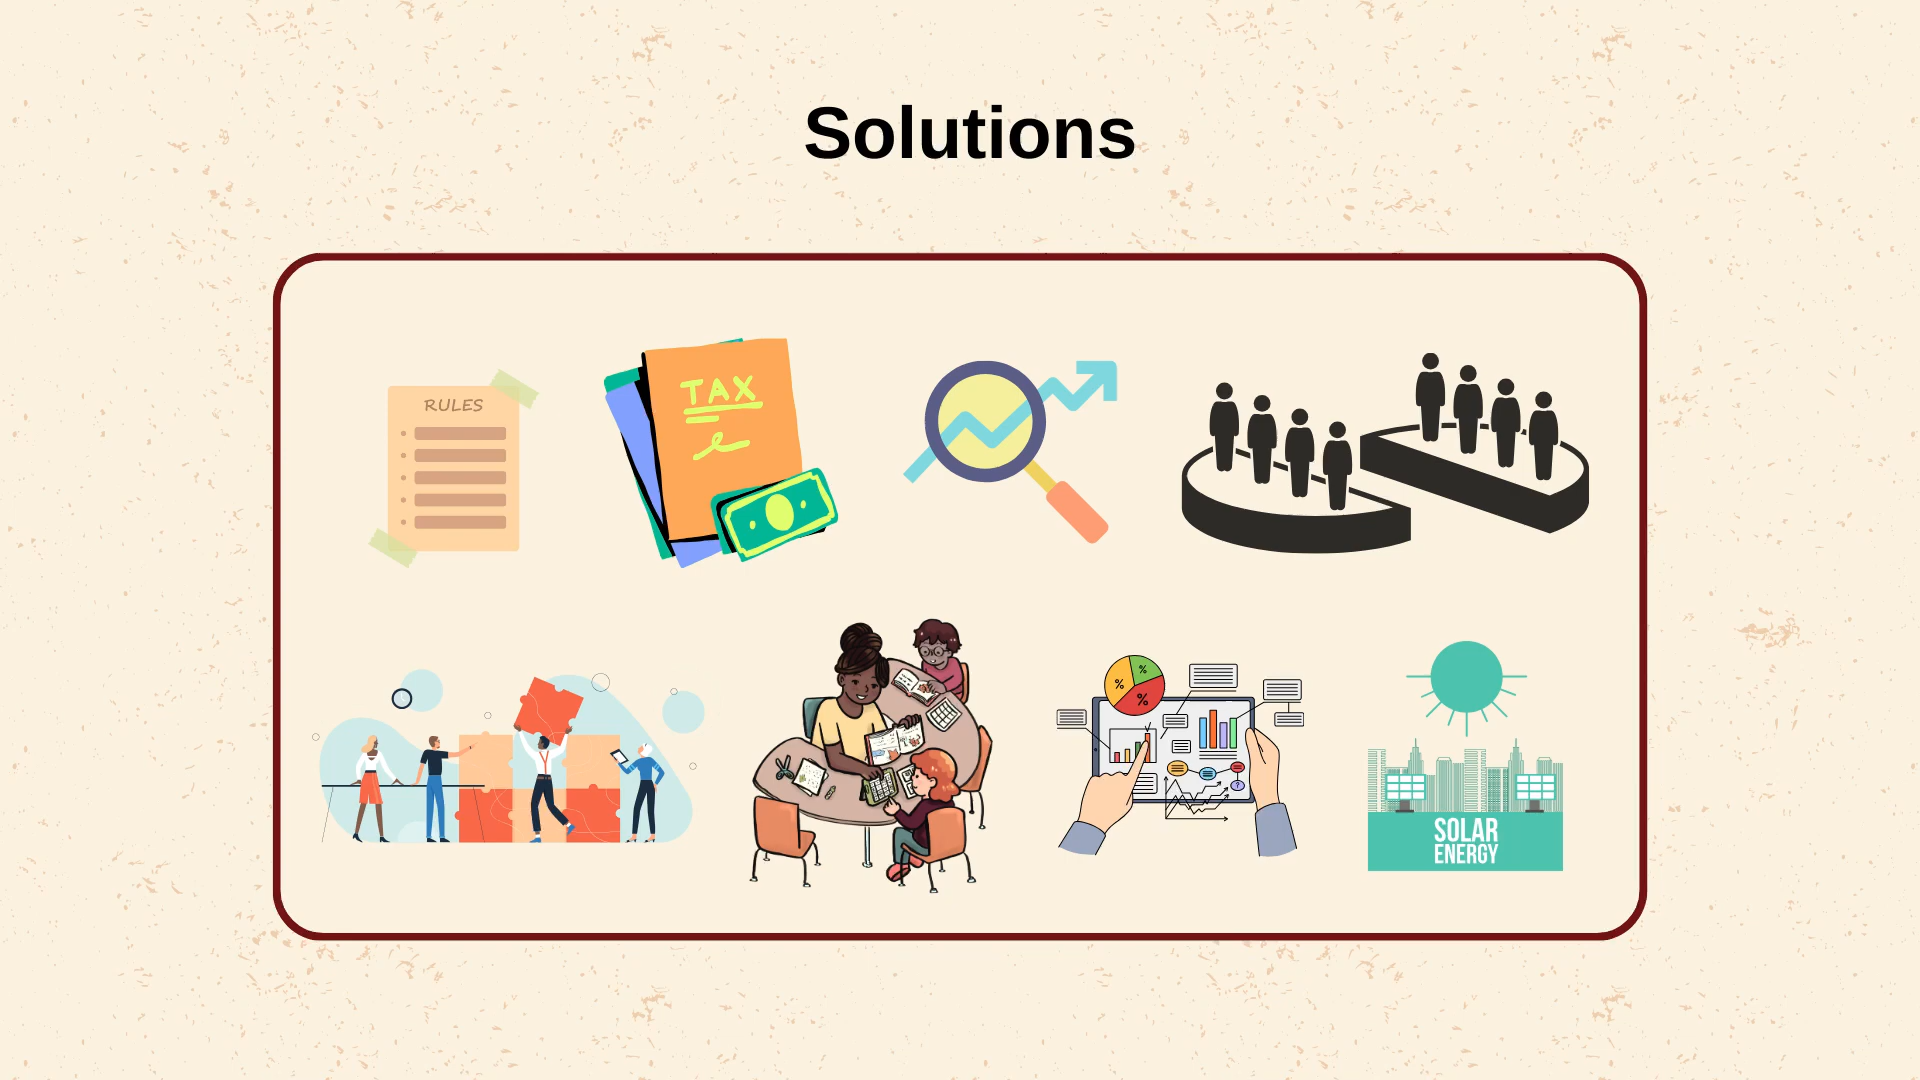 Solutions
RULES
TAX
%
%
%
SOLAR
ENERGY